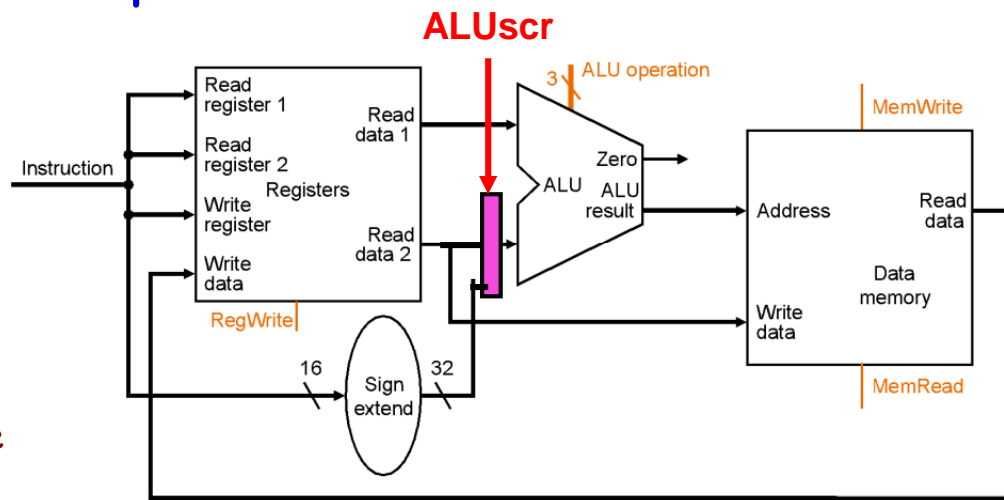 ALUscr
Read
register 1
Read
register 2
Registers
Write
register
Write
data
Read
data 1
Read
data 2
Instruction
RegWrite
16
Sign
extend
32
3
ALU operation
Zero
ALU
ALU
result
MemWrite
Address
Read
data
Data
memory
Write
data
MemRead